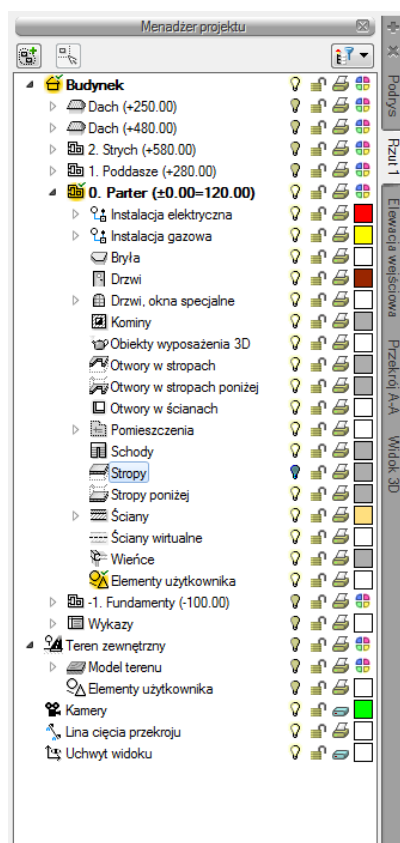 Menadżer projektu
Budynek
Dach (+250.00)
Dach (+480.00)
2. Strych (+580.00)
1. Poddasze (+280.00)
0. Parter (±0.00=120.00)
Instalacja elektryczna
Instalacja gazowa
Bryła
Drzwi
Drzwi, okna specjalne
Kominy
Obiekty wyposażenia 3D
Otwory w stropach
Otwory w stropach poniżej
Otwory w ścianach
Pomieszczenia
Schody
Stropy
Stropy poniżej
Ściany
Ściany wirtualne
Wieńce
Elementy użytkownika
-1. Fundamenty (-100.00)
Wykazy
Teren zewnętrzny
Model terenu
Elementy użytkownika
Kamery
Lina cięcia przekroju
Uchwyt widoku
Podrys
Rzut 1
Elewacja wejściowa
Przekrój A-A
Widok 3D